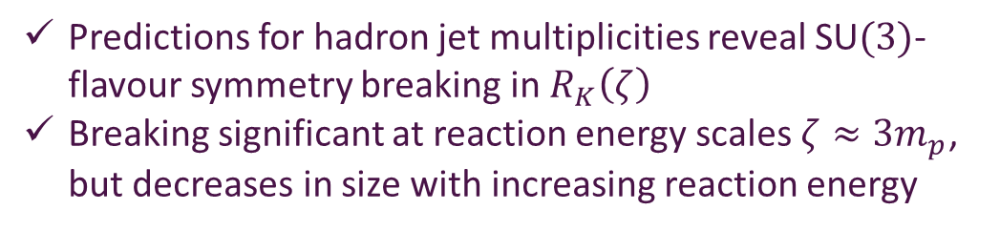 ✓ Predictions for hadron jet multiplicities reveal SU(3)-
flavour symmetry breaking in R_K(ζ)
✓ Breaking significant at reaction energy scales ζ ≈ 3m_p,
but decreases in size with increasing reaction energy